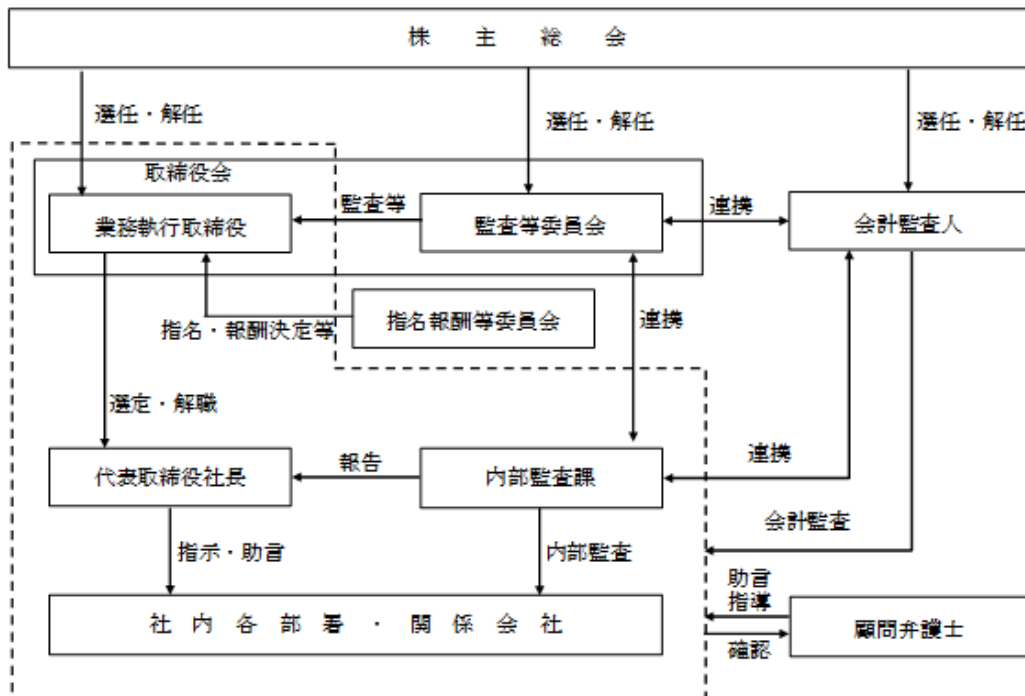 株主総会
選任・解任
選任・解任
選任・解任
取締役会
業務執行取締役
監査等
監査等委員会
連携
会計監査人
指名・報酬決定等
指名報酬等委員会
連携
選定・解職
代表取締役社長
報告
内部監査課
連携
会計監査
指示・助言
内部監査
助言
指導
社内各部署・関係会社
顧問弁護士
確認